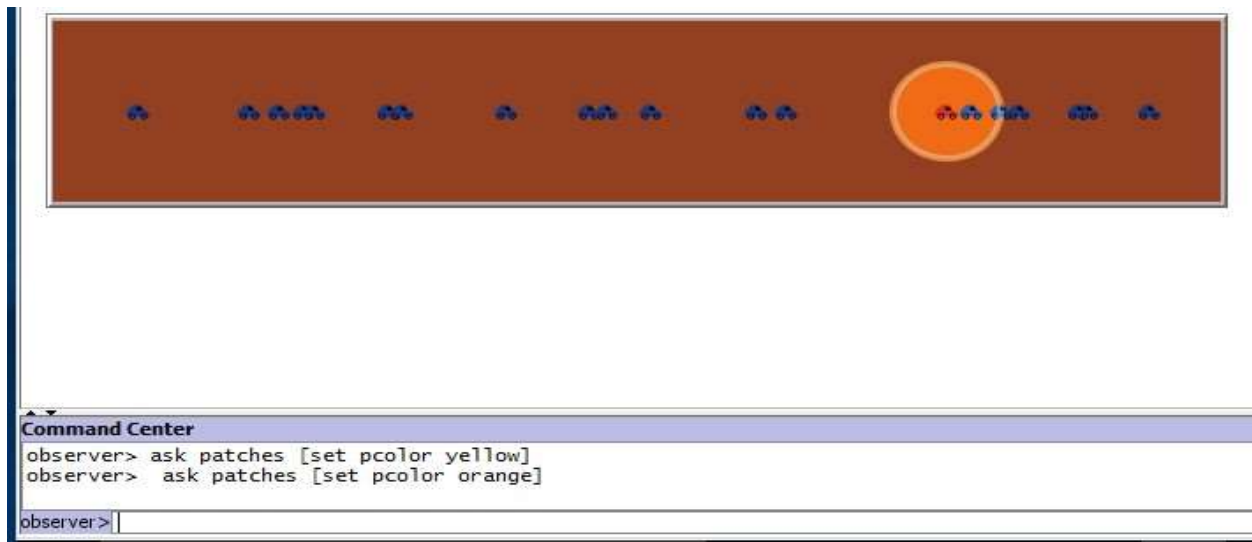 Command Center
observer> ask patches [set pcolor yellow]
observer>  ask patches [set pcolor orange]
observer>